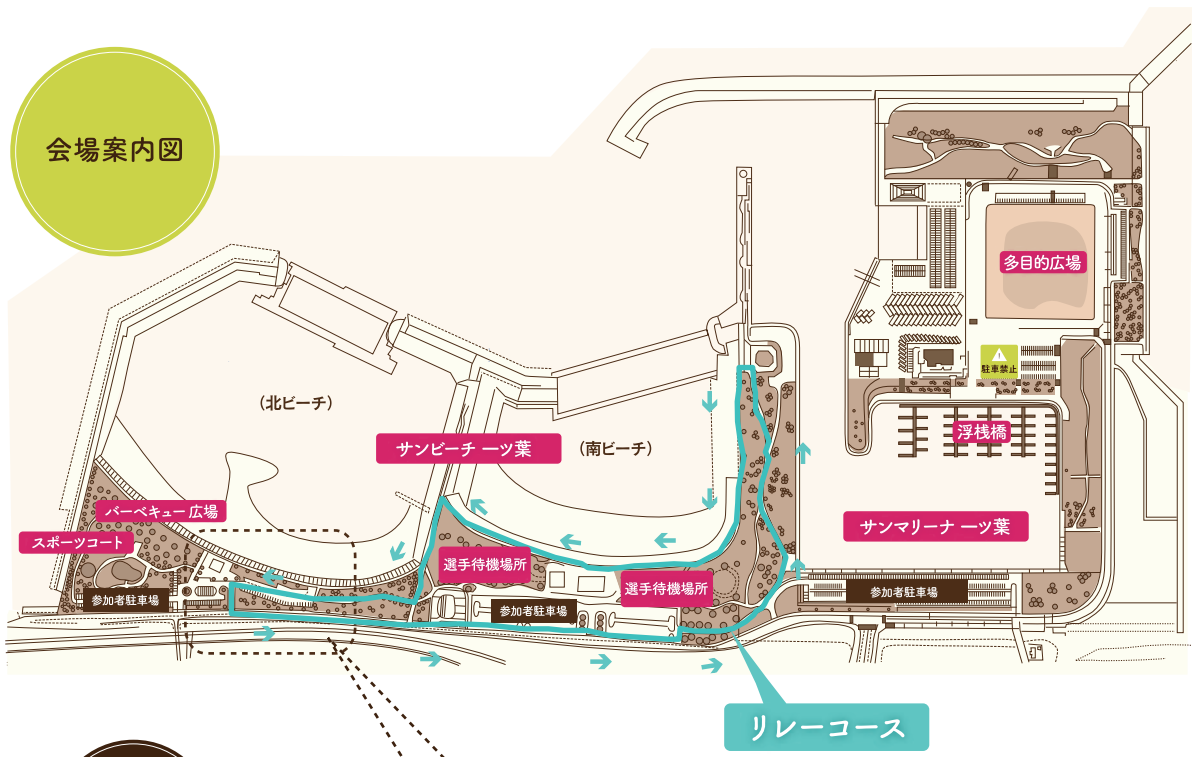 会場案内図
多目的広場
駐車禁止
(北ビーチ)
サンビーチ 一ツ葉
(南ビーチ)
浮桟橋
バーベキュー広場
スポーツコート
サンマリーナ 一ツ葉
選手待機場所
選手待機場所
参加者駐車場
参加者駐車場
参加者駐車場
リレーコース